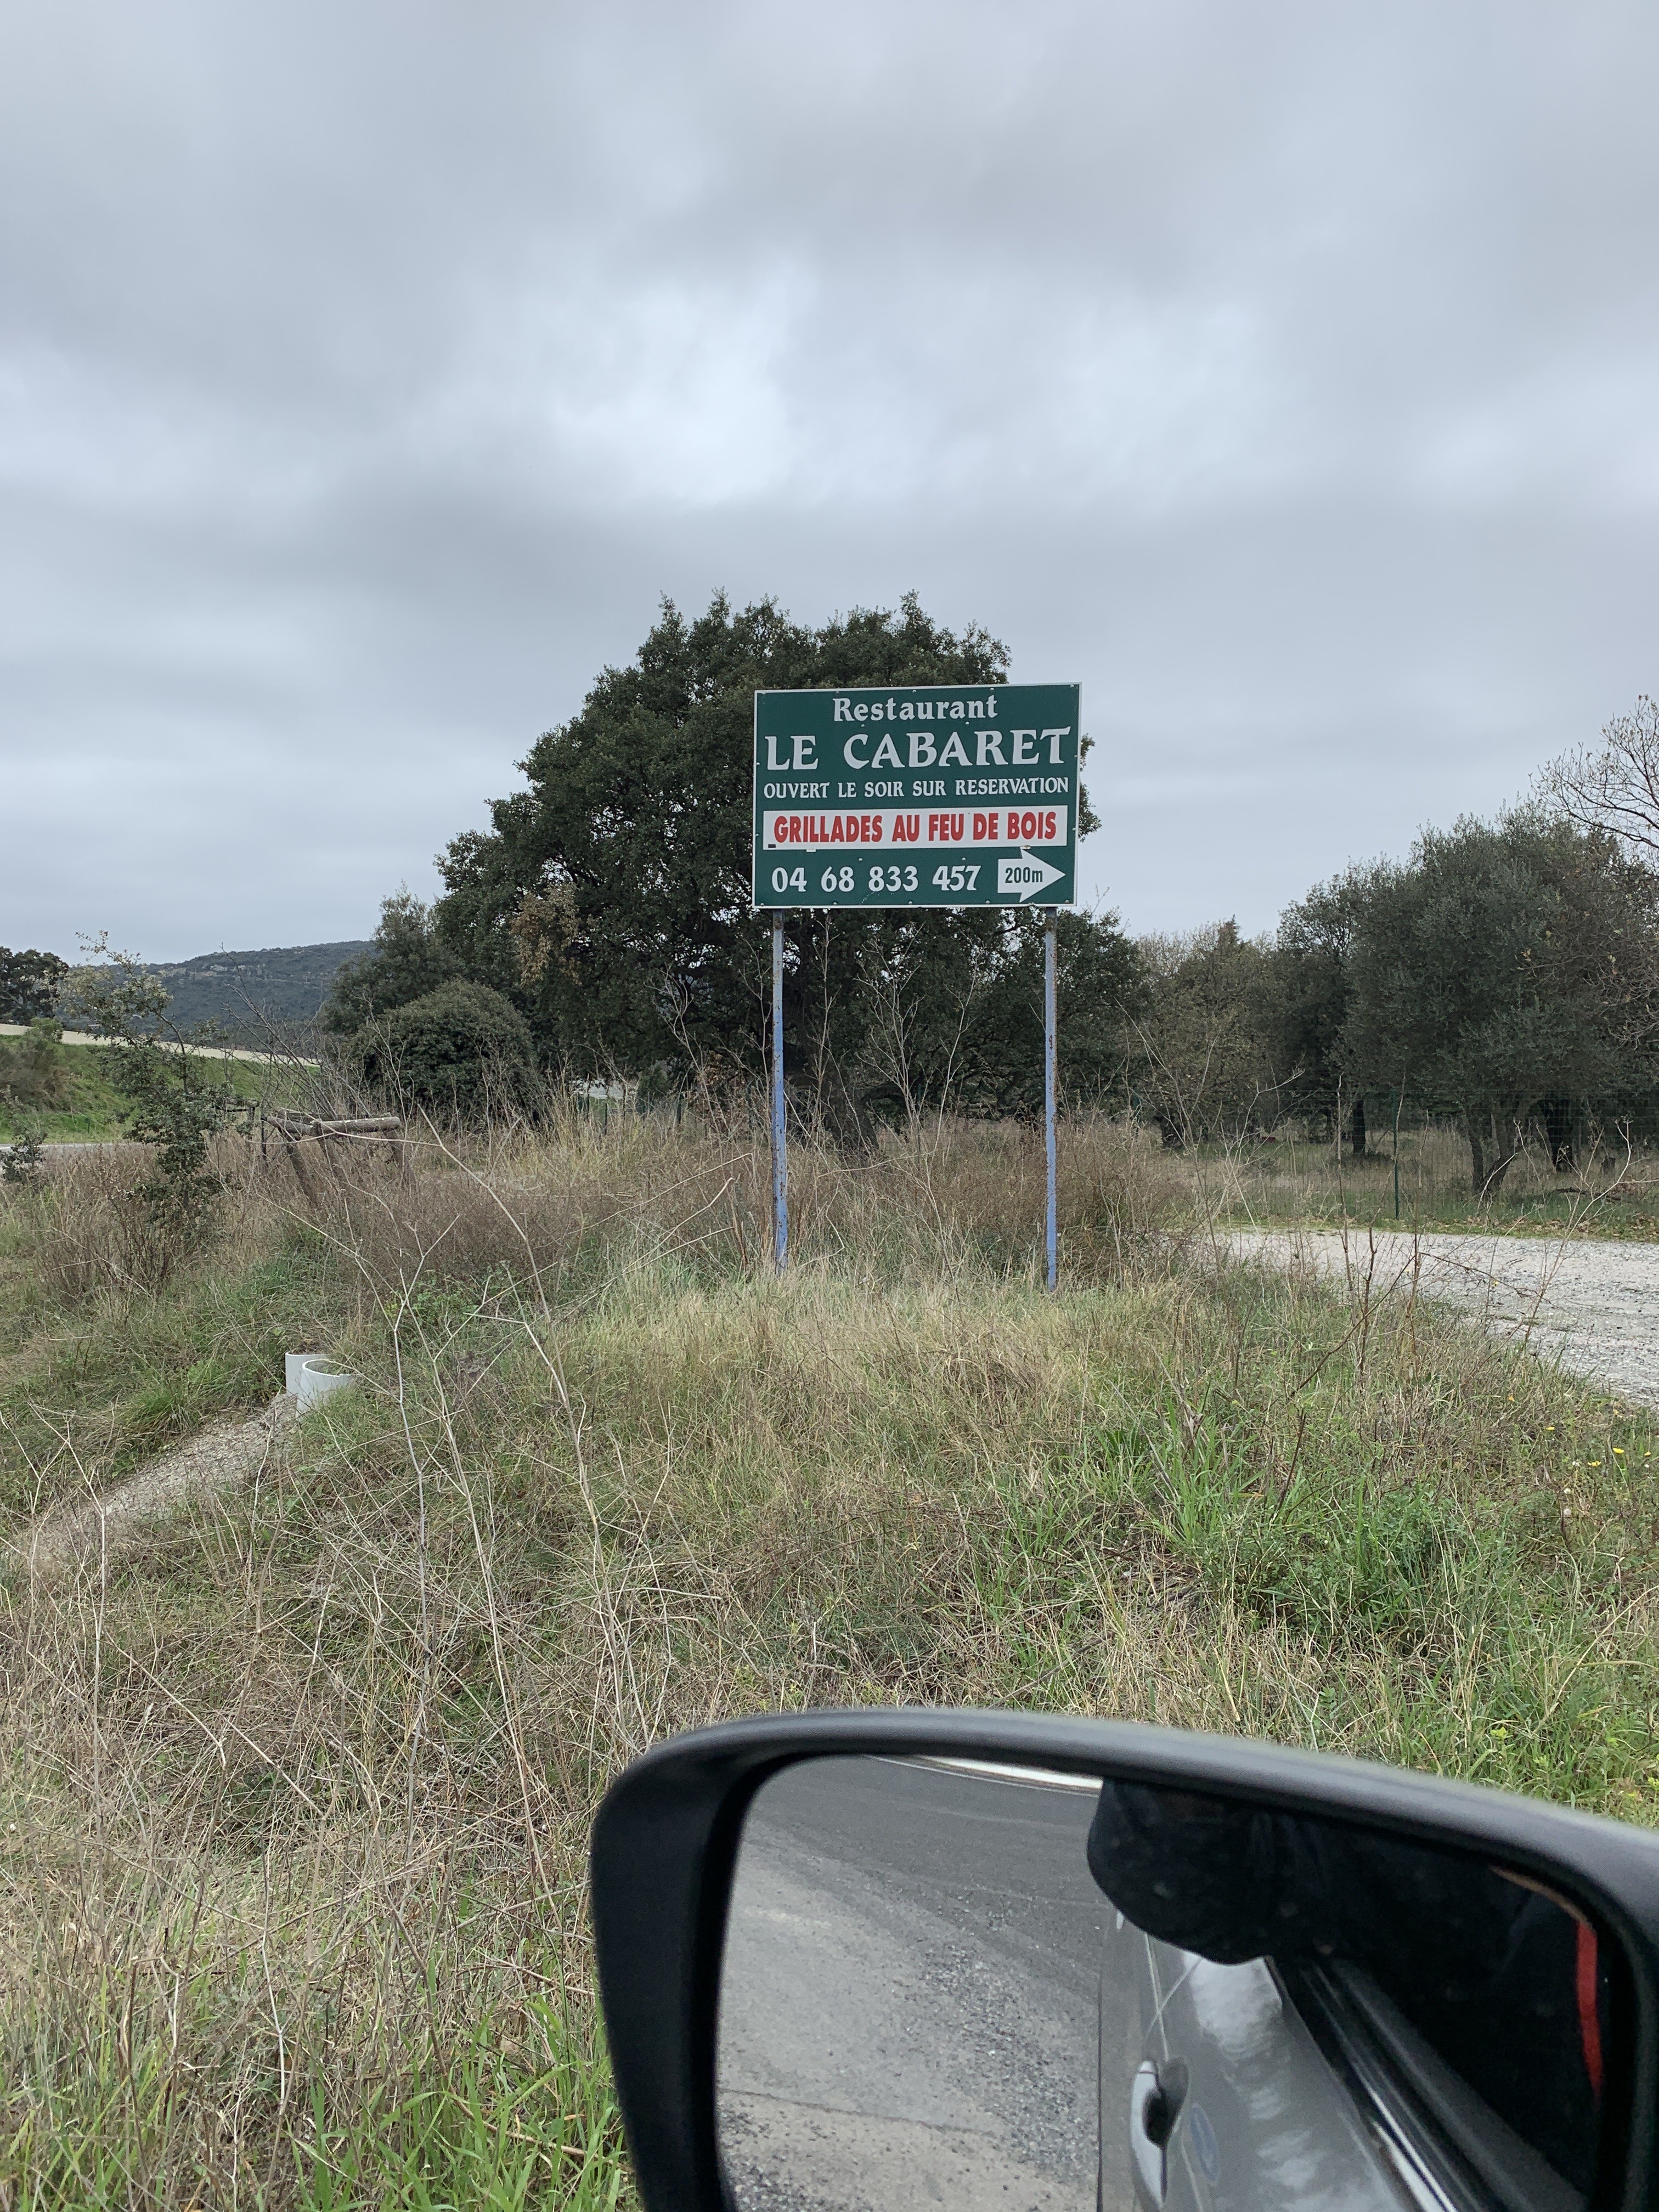 Restaurant
LE CABARET
OUVERT LE SOIR SUR RESERVATION
GRILLADES AU FEU DE BOIS
04 68 833 457
200m